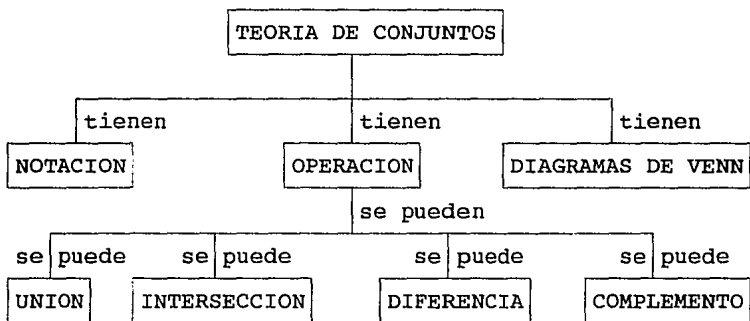 TEORIA DE CONJUNTOS
tienen tienen tienen
NOTACION OPERACION DIAGRAMAS DE VENN
se pueden
se puede se puede se puede se puede
UNION INTERSECCION DIFERENCIA COMPLEMENTO